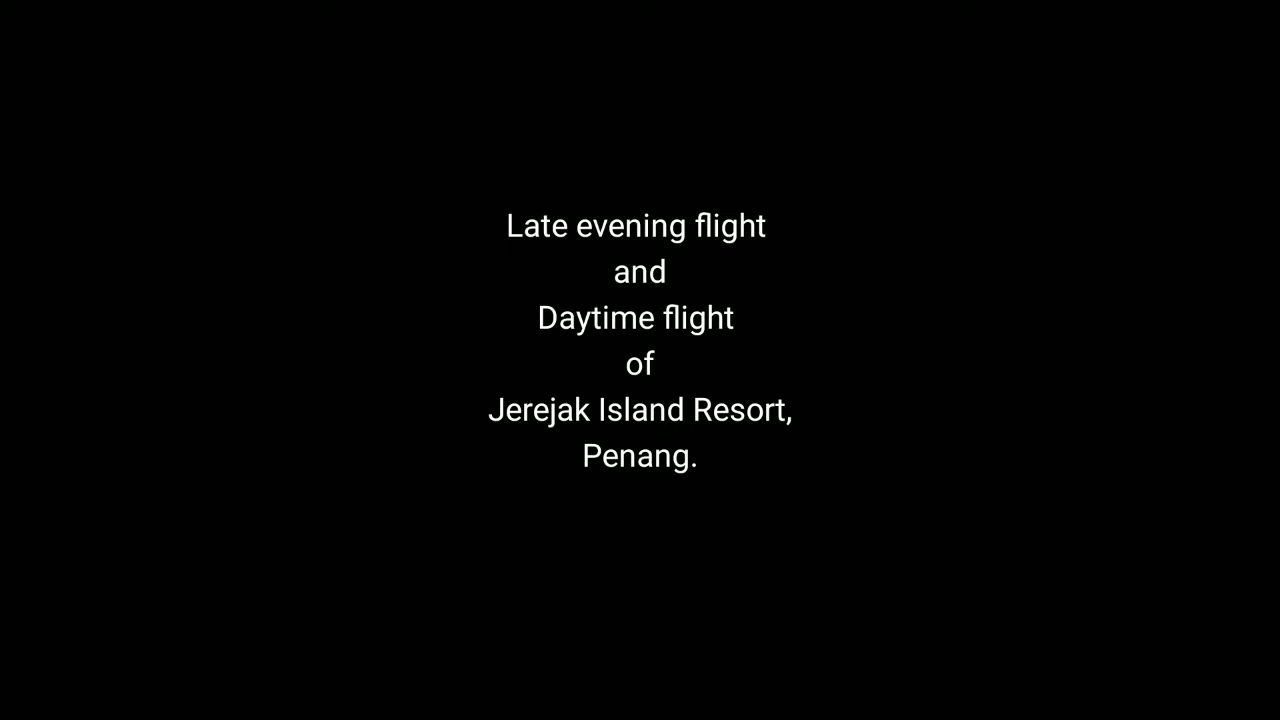 Late evening flight
and
Daytime flight
of
Jerejak Island Resort,
Penang.